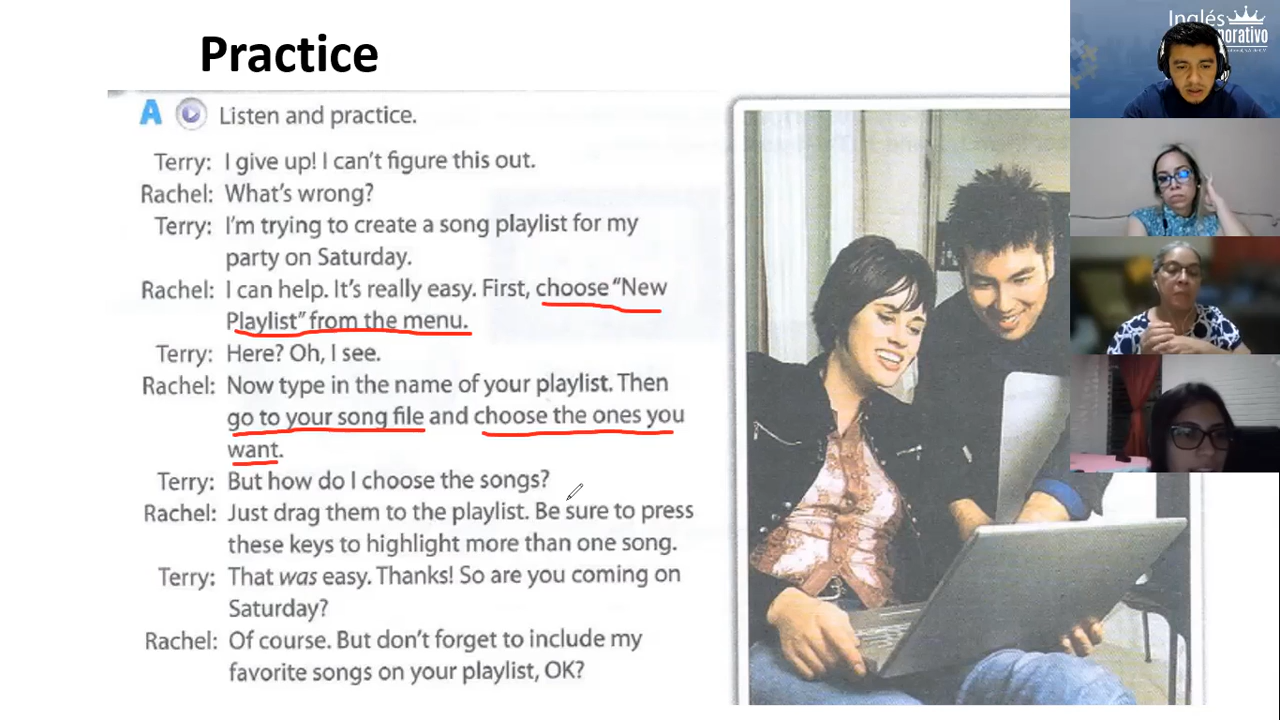 Practice
A Listen and practice.
Terry: I give up! I can't figure this out.
Rachel: What's wrong?
Terry: I'm trying to create a song playlist for my
party on Saturday.
Rachel: I can help. It's really easy. First, choose "New
Playlist" from the menu.
Terry: Here? Oh, I see.
Rachel: Now type in the name of your playlist. Then
go to your song file and choose the ones you
want.
Terry: But how do I choose the songs?
Rachel: Just drag them to the playlist. Be sure to press
these keys to highlight more than one song.
Terry: That was easy. Thanks! So are you coming on
Saturday?
Rachel: Of course. But don't forget to include my
favorite songs on your playlist, OK?
Inglés